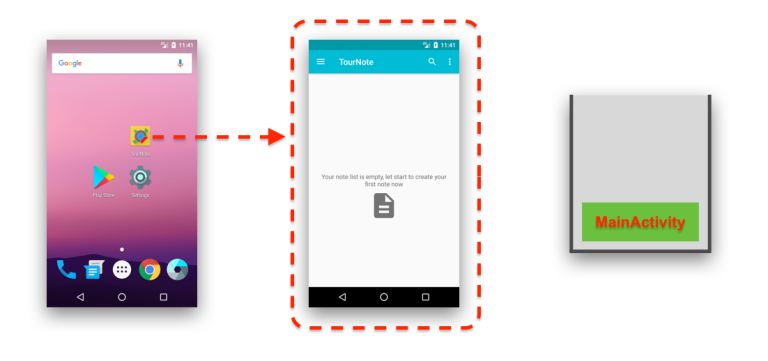 11:41
Google
TourNote
Play Store
Settings
11:41
TourNote
Your note list is empty, let start to create your
first note now
MainActivity